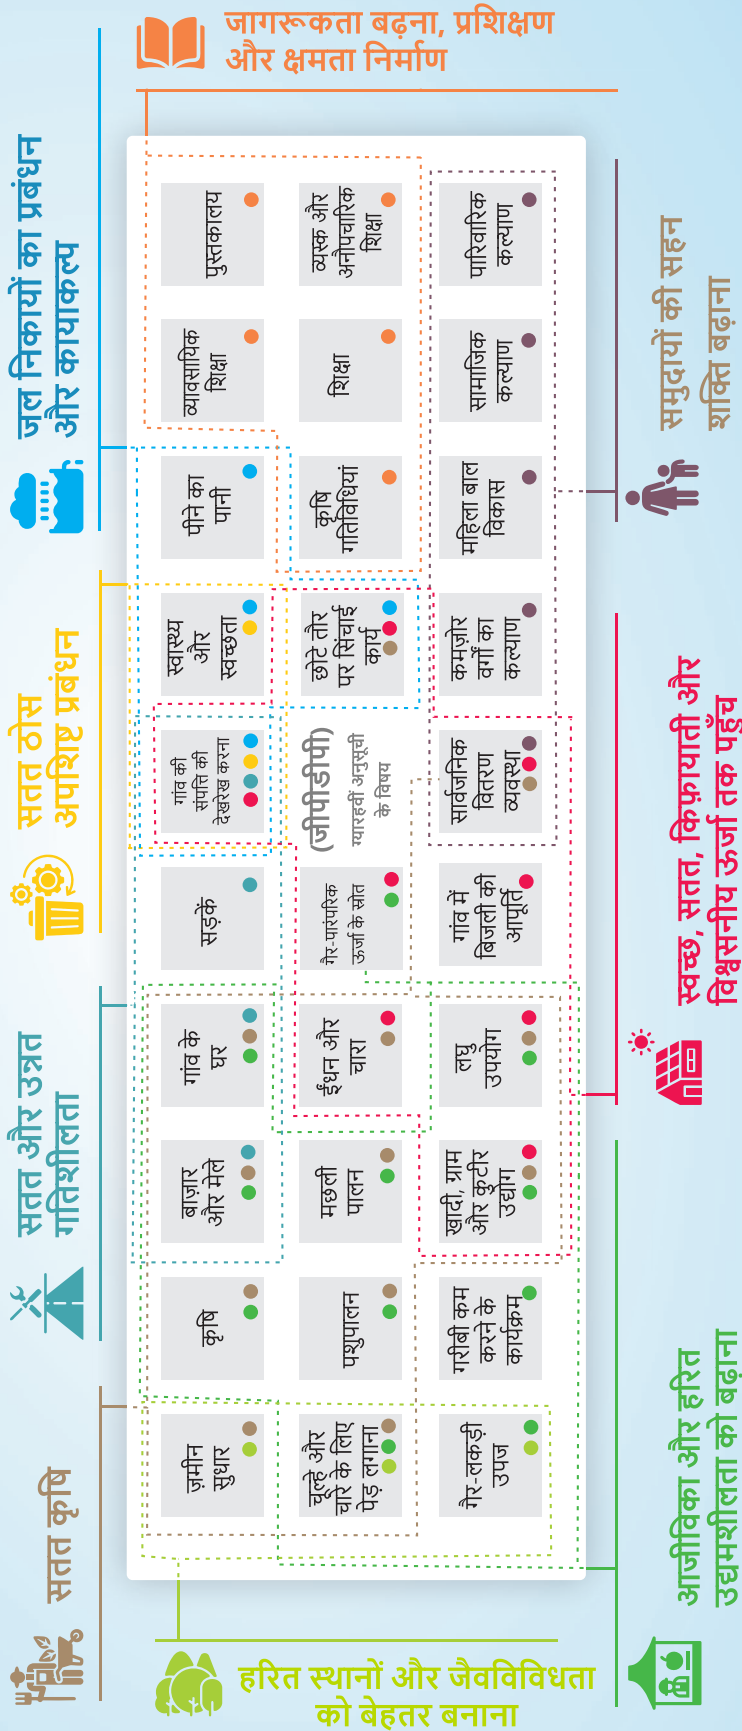 जागरूकता बढ़ना, प्रशिक्षण
और क्षमता निर्माण
जल निकायों का प्रबंधन
और कायाकल्प
सतत ठोस
अपशिष्ट प्रबंधन
सतत और उन्नत
गतिशीलता
सतत कृषि
पुस्तकालय
व्यस्क और
अनौपचारिक
शिक्षा
पारिवारिक
कल्याण
व्यावसायिक
शिक्षा
शिक्षा
सामाजिक
कल्याण
पीने का
पानी
कृषि
गतिविधियां
महिला बाल
विकास
स्वास्थ्य
और
स्वच्छता
छोटे तौर
पर सिंचाई
कार्य
कमज़ोर
वर्गों का
कल्याण
गांव की
संपत्ति की
देखरेख करना
(जीपीडीपी)
ग्यारहवीं अनुसूची
के विषय
सार्वजनिक
वितरण
व्यवस्था
सड़कें
गैर-पारंपरिक
ऊर्जा के स्रोत
गांव में
बिजली की
आपूर्ति
गांव के
घर
ईंधन और
चारा
लघु
उपयोग
बाज़ार
और मेले
मछली
पालन
खादी, ग्राम
और कुटीर
उद्योग
कृषि
पशुपालन
गरीबी कम
करने के
कार्यक्रम
ज़मीन
सुधार
चूल्हे और
चारे के लिए
पेड़ लगाना
गैर-लकड़ी
उपज
समुदायों की सहन
शक्ति बढ़ाना
स्वच्छ, सतत, किफ़ायाती और
विश्वसनीय ऊर्जा तक पहुँच
आजीविका और हरित
उद्यमशीलता को बढ़ाना
हरित स्थानों और जैवविविधता
को बेहतर बनाना